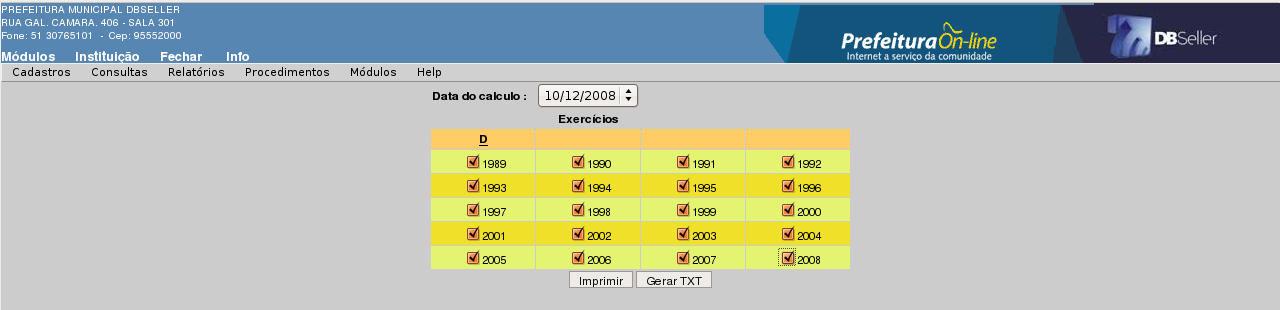 PREFEITURA MUNICIPAL DBSELLER
RUA GAL. CAMARA. 406 - SALA 301
Fone: 51 30765101 - Cep: 95552000
Prefeitura On-line
Internet a serviço da comunidade
DBSeller
Módulos Instituição Fechar Info
Cadastros Consultas Relatórios Procedimentos Módulos Help
Data do calculo : 10/12/2008
Exercícios
D
1989 1990 1991 1992
1993 1994 1995 1996
1997 1998 1999 2000
2001 2002 2003 2004
2005 2006 2007 2008
Imprimir Gerar TXT